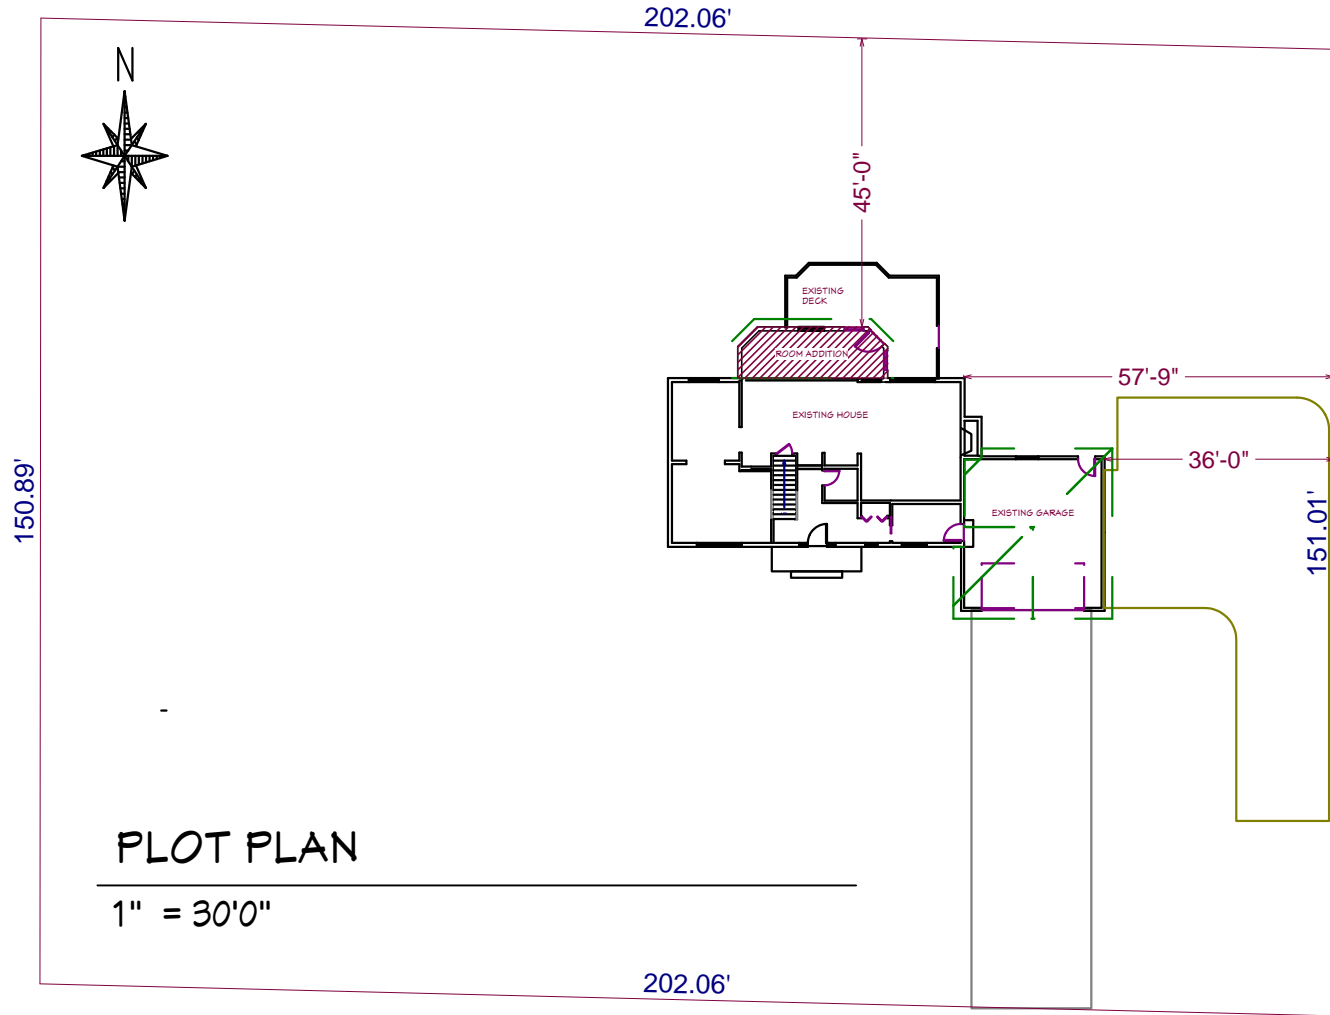 202.06'
N
45'-0"
EXISTING
DECK
ROOM ADDITION
57'-9"
EXISTING HOUSE
36'-0"
150.89'
EXISTING GARAGE
151.01'
-
PLOT PLAN
1" = 30'0"
202.06'